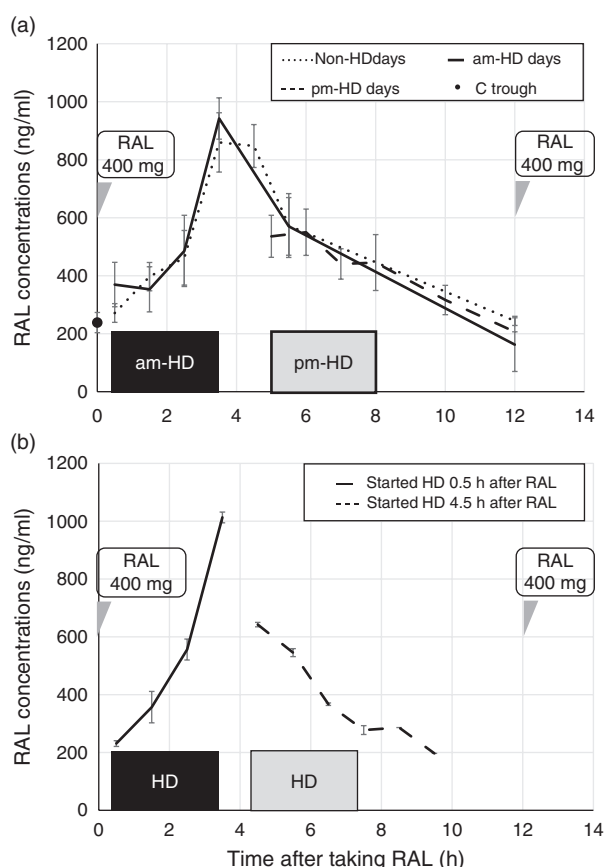 (a)
1200
1000
800
600
400
200
0
RAL concentrations (ng/ml)
Non-HDdays
am-HD days
pm-HD days
C trough
RAL
400 mg
RAL
400 mg
am-HD
pm-HD
0 2 4 6 8 10 12 14
(b)
1200
1000
800
600
400
200
0
RAL concentrations (ng/ml)
Started HD 0.5 h after RAL
Started HD 4.5 h after RAL
RAL
400 mg
RAL
400 mg
HD
HD
0 2 4 6 8 10 12 14
Time after taking RAL (h)